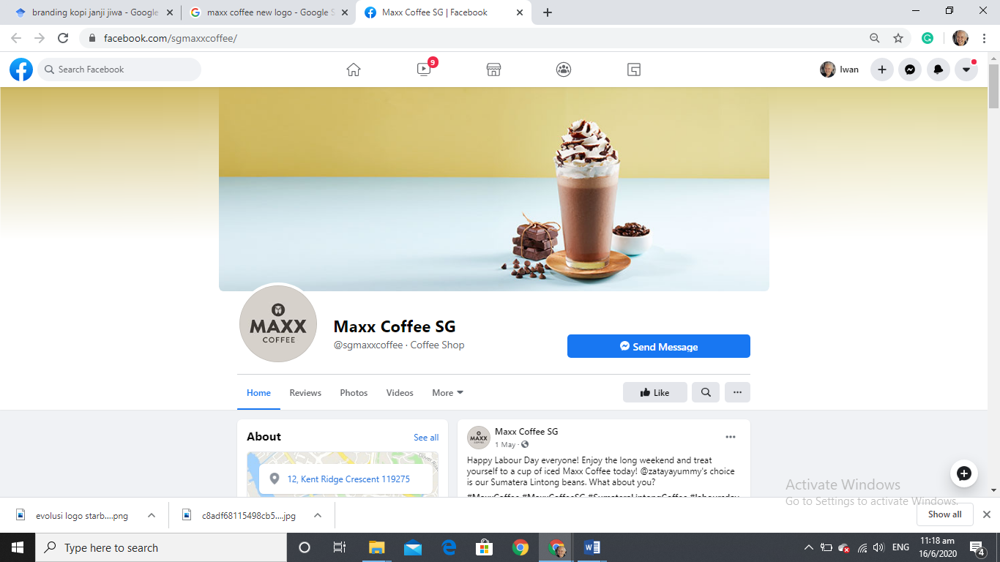 branding kopi janji jiwa - Google
maxx coffee new logo - Google S
Maxx Coffee SG | Facebook
facebook.com/sgmaxxcoffee/
Search Facebook
9
Iwan
MAXX
COFFEE
Maxx Coffee SG
@sgmaxxcoffee · Coffee Shop
Send Message
Home
Reviews
Photos
Videos
More
Like
About
See all
12, Kent Ridge Crescent 119275
MAXX
COFFEE
Maxx Coffee SG
1 May ·
Happy Labour Day everyone! Enjoy the long weekend and treat
yourself to a cup of iced Maxx Coffee today! @zatayayummy's choice
is our Sumatera Lintong beans. What about you?
#MaxxCoffee #MaxxCoffeeSG #SumateraLintongCoffee #laboursday
Activate Windows
Go to Settings to activate Windows.
evolusi logo starb....png
c8adf68115498cb5....jpg
Show all
Type here to search
ENG
11:18 am
16/6/2020
4